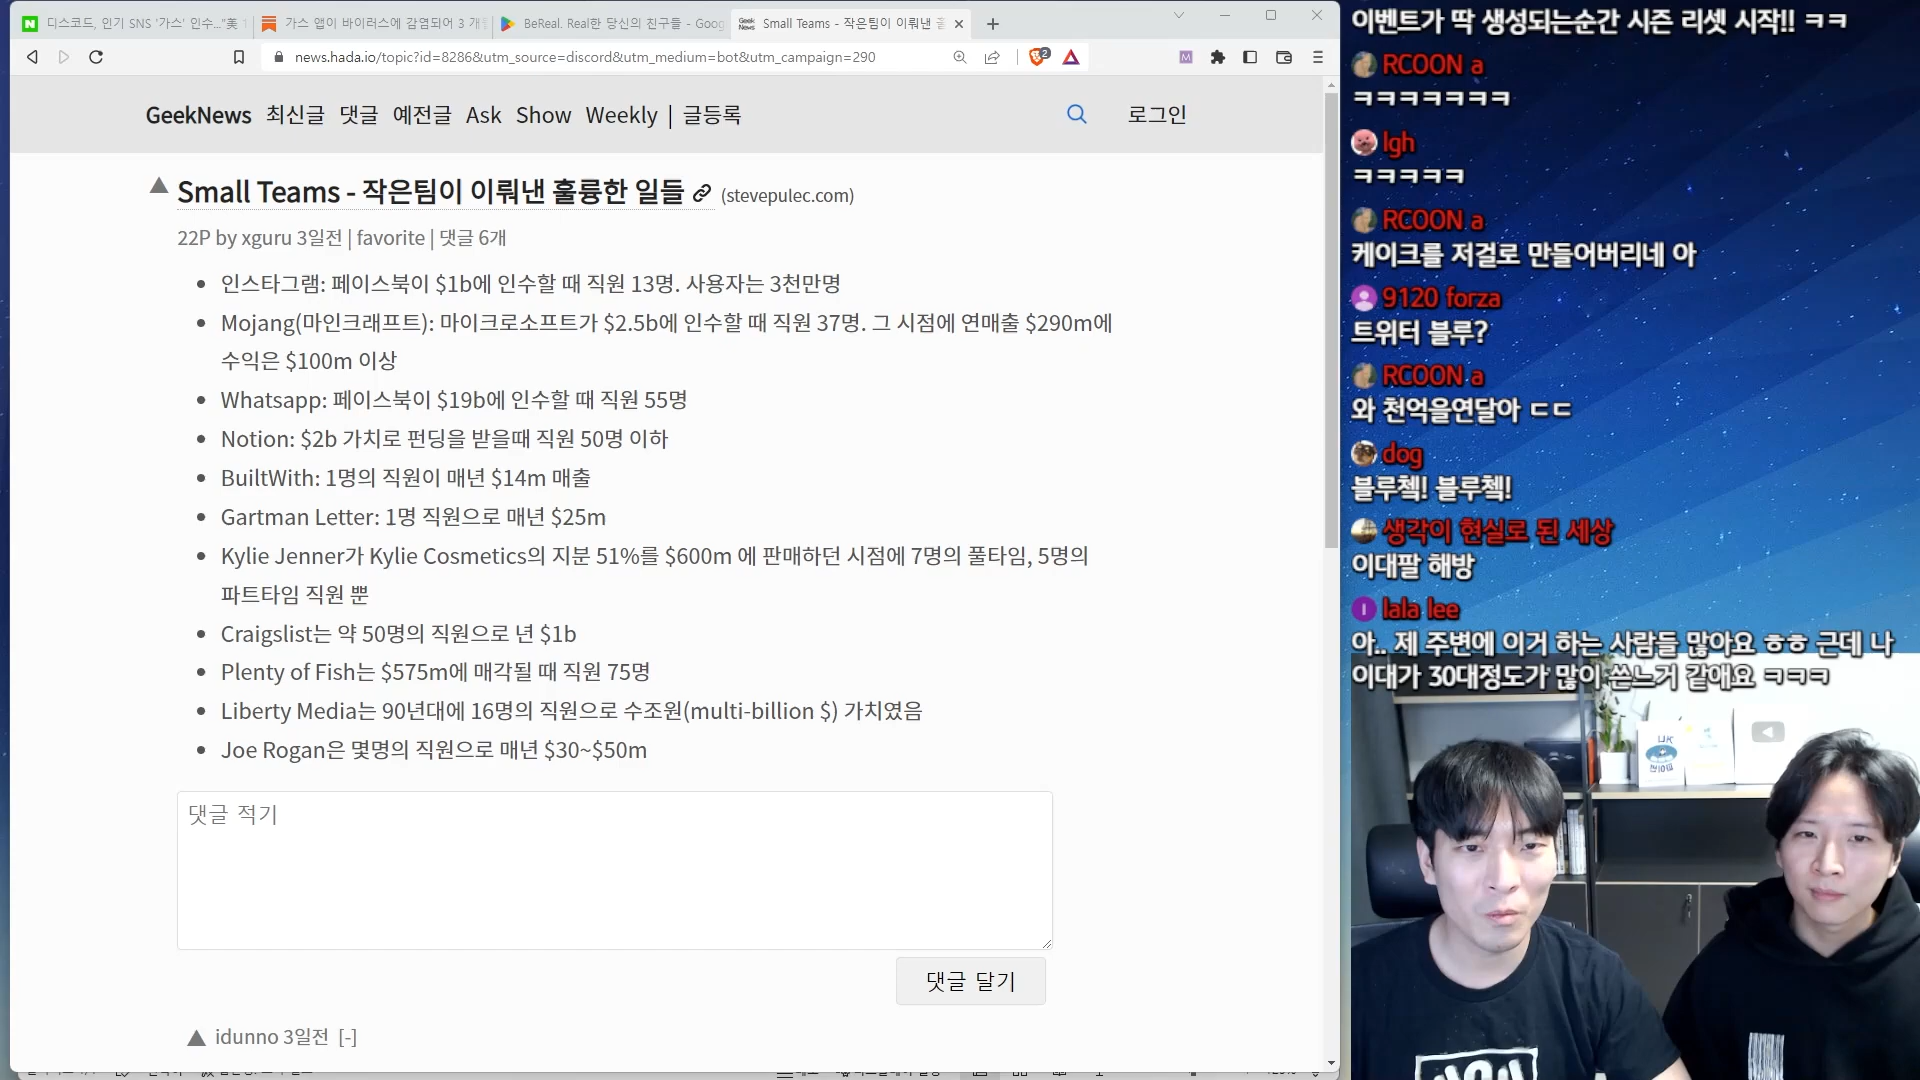 디스코드, 인기 SNS '가스' 인수..."美
가스 앱이 바이러스에 감염되어 3 개
BeReal. Real한 당신의 친구들 - Goog
Small Teams - 작은팀이 이뤄낸 훌
news.hada.io/topic?id=8286&utm_source=discord&utm_medium=bot&utm_campaign=290
2
GeekNews 최신글 댓글 예전글 Ask Show Weekly | 글등록
로그인
Small Teams - 작은팀이 이뤄낸 훌륭한 일들 (stevepulec.com)
22P by xguru 3일전 | favorite | 댓글 6개
인스타그램: 페이스북이 $1b에 인수할 때 직원 13명. 사용자는 3천만명
Mojang(마인크래프트): 마이크로소프트가 $2.5b에 인수할 때 직원 37명. 그 시점에 연매출 $290m에
수익은 $100m 이상
Whatsapp: 페이스북이 $19b에 인수할 때 직원 55명
Notion: $2b 가치로 펀딩을 받을때 직원 50명 이하
BuiltWith: 1명의 직원이 매년 $14m 매출
Gartman Letter: 1명 직원으로 매년 $25m
Kylie Jenner가 Kylie Cosmetics의 지분 51%를 $600m 에 판매하던 시점에 7명의 풀타임, 5명의
파트타임 직원 뿐
Craigslist는 약 50명의 직원으로 년 $1b
Plenty of Fish는 $575m에 매각될 때 직원 75명
Liberty Media는 90년대에 16명의 직원으로 수조원(multi-billion $) 가치였음
Joe Rogan은 몇명의 직원으로 매년 $30~$50m
댓글 적기
댓글 달기
idunno 3일전 [-]
이벤트가 딱 생성되는순간 시즌 리셋 시작!! ㅋㅋ
RCOON a
ㅋㅋㅋㅋㅋㅋㅋ
lgh
ㅋㅋㅋㅋㅋ
RCOON a
케이크를 저걸로 만들어버리네 아
9120 forza
트위터 블루?
RCOON a
와 천억을연달아 ㄷㄷ
dog
블루첵! 블루첵!
생각이 현실로 된 세상
이대팔 해방
lala lee
아.. 제 주변에 이거 하는 사람들 많아요 ㅎㅎ 근데 나
이대가 30대정도가 많이 쓴느거 같애요 ㅋㅋㅋ